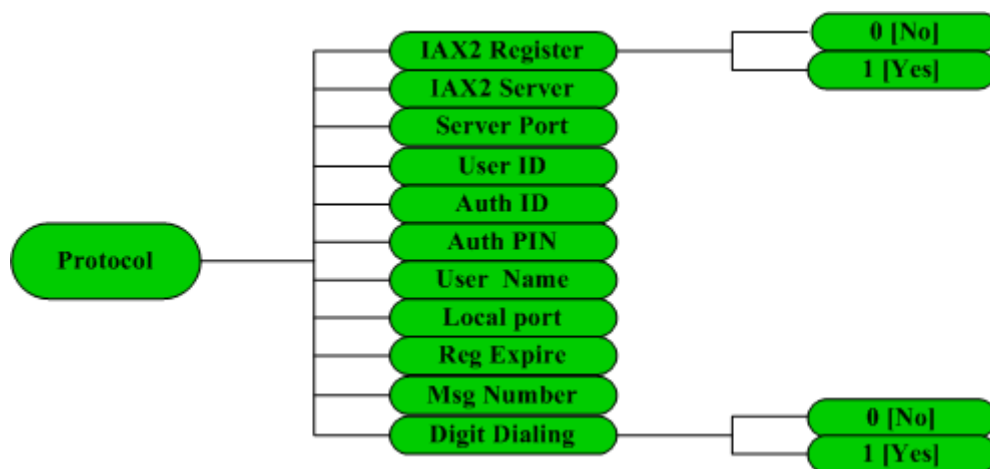 Protocol
IAX2 Register
0 [No]
1 [Yes]
IAX2 Server
Server Port
User ID
Auth ID
Auth PIN
User Name
Local port
Reg Expire
Msg Number
Digit Dialing
0 [No]
1 [Yes]